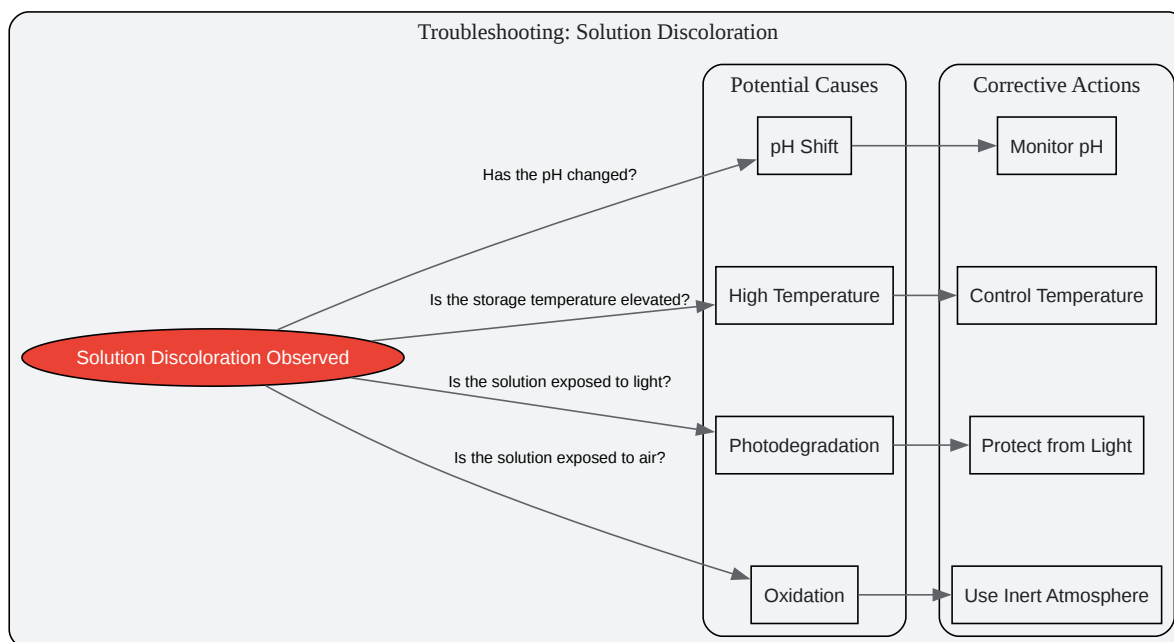 Troubleshooting: Solution Discoloration
Potential Causes
Corrective Actions
pH Shift
Monitor pH
Has the pH changed?
Is the storage temperature elevated?
High Temperature
Control Temperature
Solution Discoloration Observed
Is the solution exposed to light?
Photodegradation
Protect from Light
Is the solution exposed to air?
Oxidation
Use Inert Atmosphere